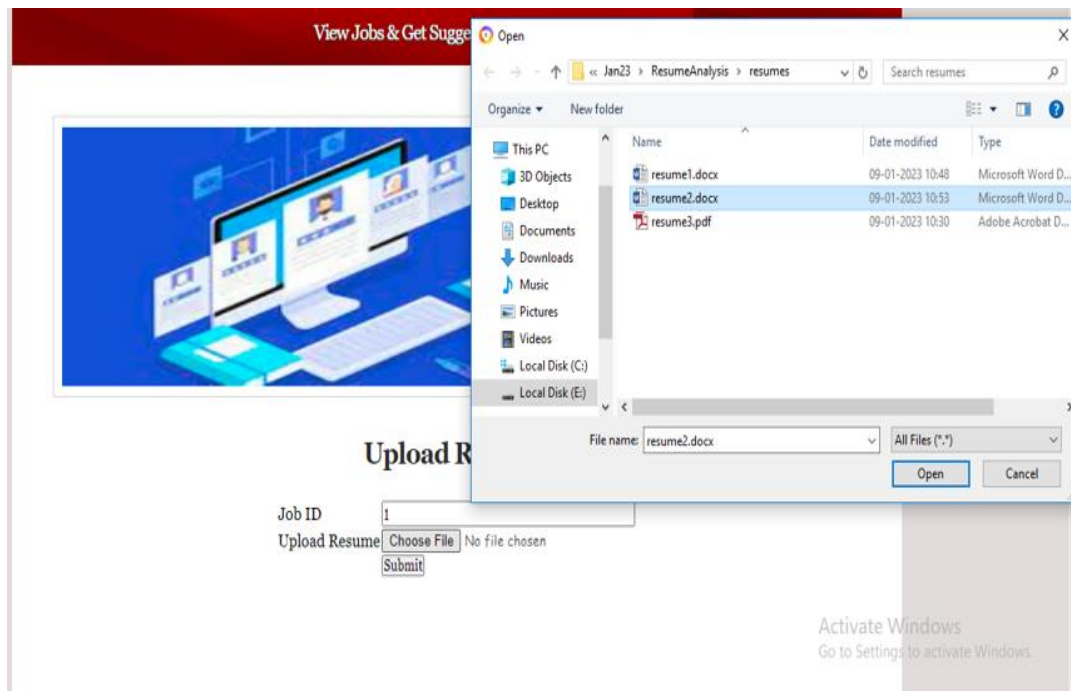 View Jobs & Get Sugge
Open
« Jan23 > ResumeAnalysis > resumes
Search resumes
Organize
New folder
This PC
3D Objects
Desktop
Documents
Downloads
Music
Pictures
Videos
Local Disk (C:)
Local Disk (E:)
Name Date modified Type
resume1.docx 09-01-2023 10:48 Microsoft Word D...
resume2.docx 09-01-2023 10:53 Microsoft Word D...
resume3.pdf 09-01-2023 10:30 Adobe Acrobat D...
File name: resume2.docx All Files (*.*)
Open Cancel
Upload R
Job ID 1
Upload Resume Choose File No file chosen
Submit
Activate Windows
Go to Settings to activate Windows.